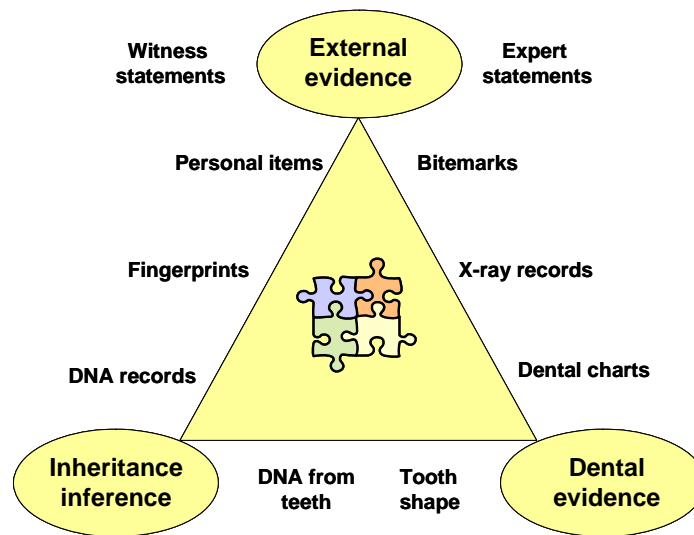 Witness
statements
External
evidence
Expert
statements
Personal items
Bitemarks
Fingerprints
X-ray records
DNA records
Dental charts
Inheritance
inference
DNA from
teeth
Tooth
shape
Dental
evidence